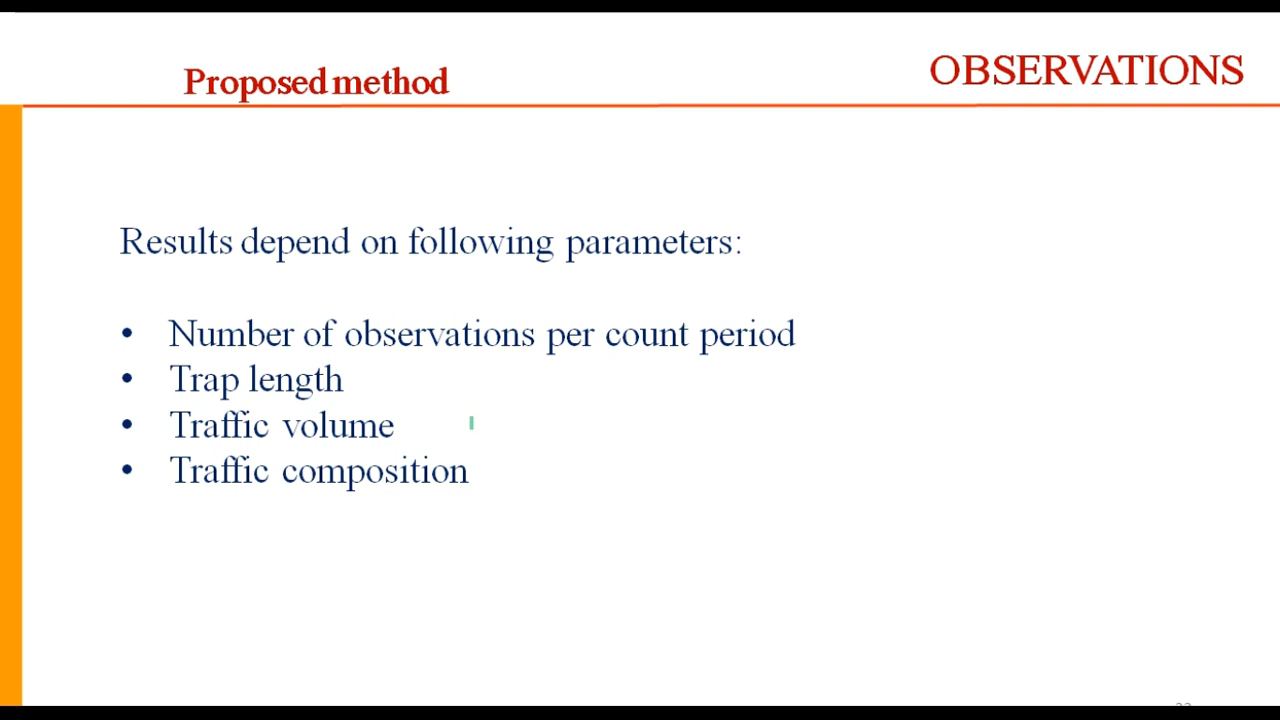 Proposed method
OBSERVATIONS
Results depend on following parameters:
• Number of observations per count period
• Trap length
• Traffic volume
• Traffic composition